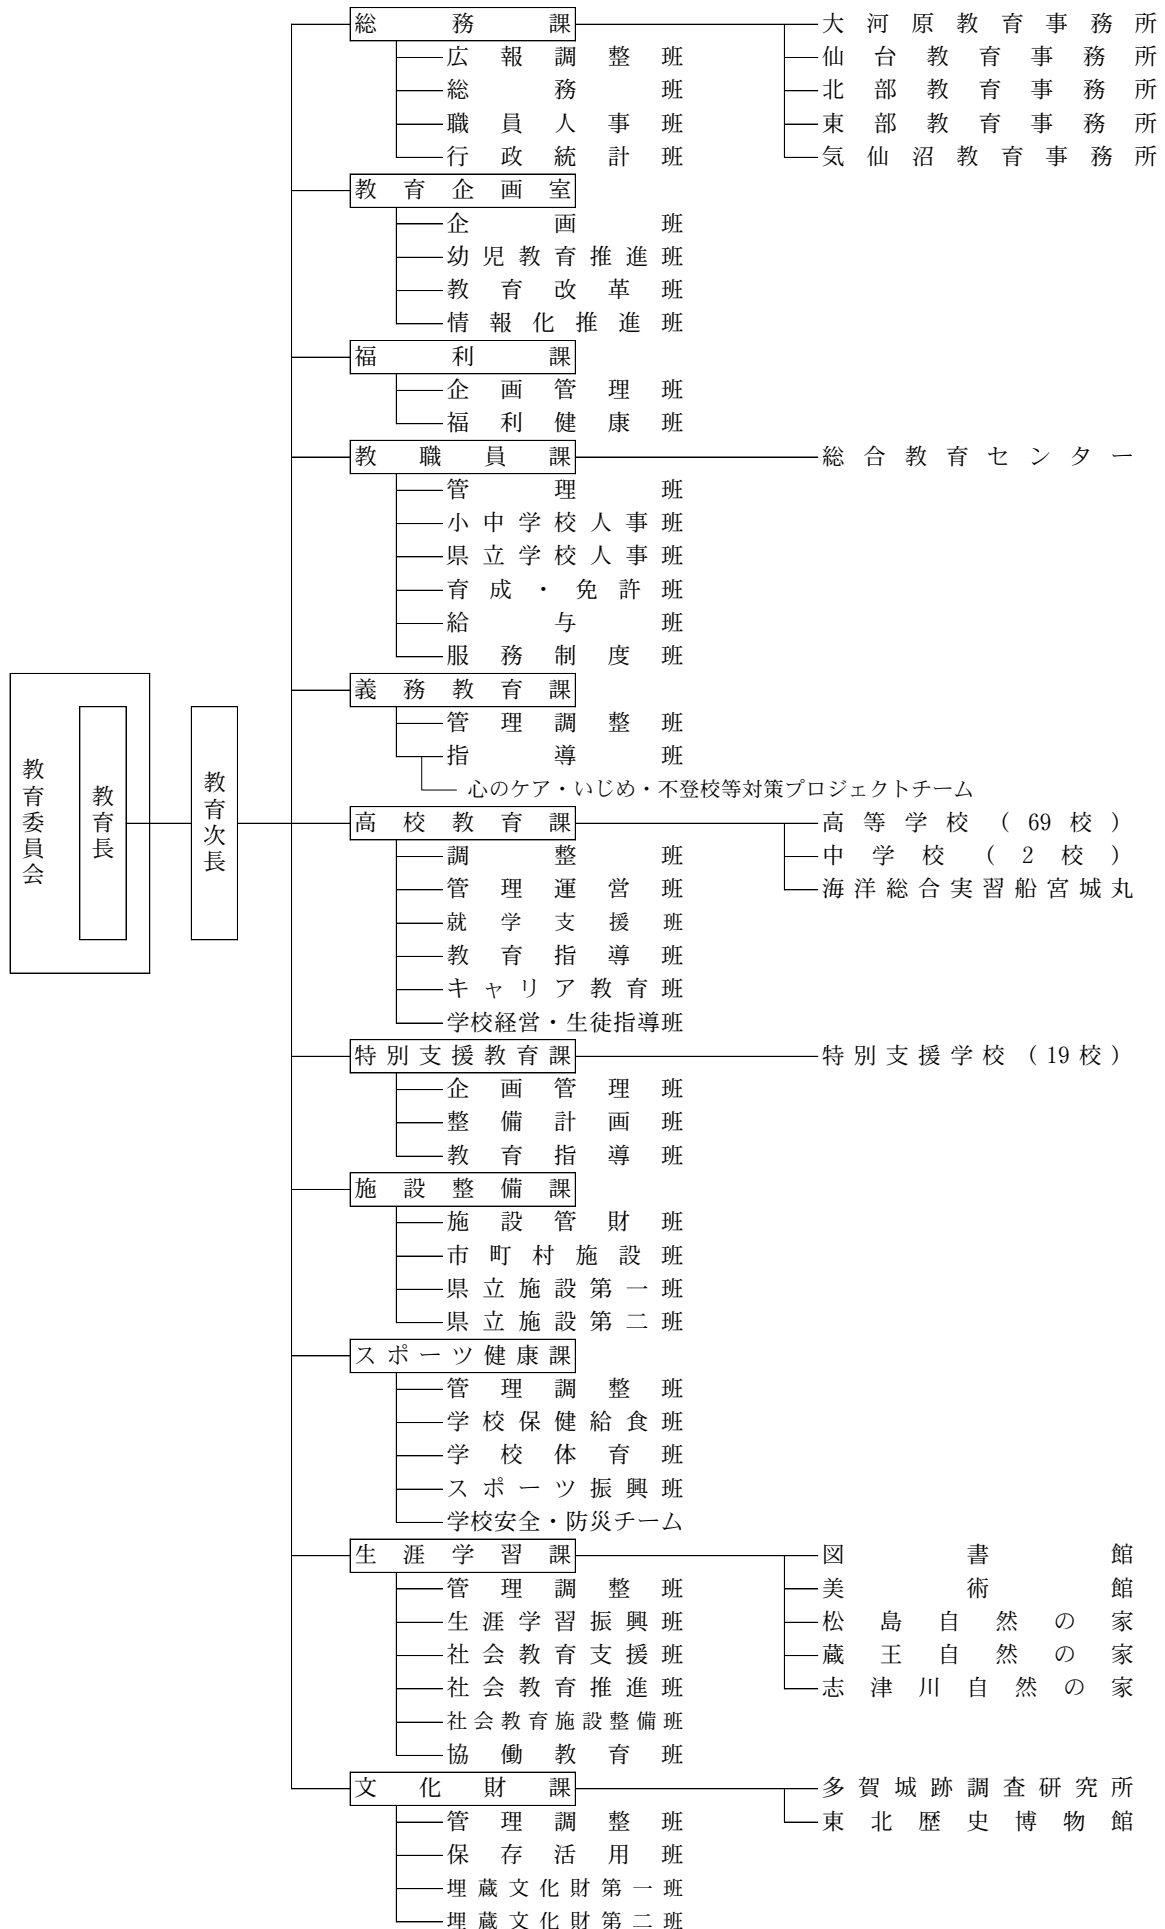 総務課 大河原教育事務所
広報調整班 仙台教育事務所
総務班 北部教育事務所
職員人事班 東部教育事務所
行政統計班 気仙沼教育事務所
教育企画室
企画班
幼児教育推進班
教育改革班
情報化推進班
福利課
企画管理班
福利健康班
教職員課 総合教育センター
管理班
小中学校人事班
県立学校人事班
育成・免許班
給与班
服務制度班
義務教育課
管理調整班
指導班
心のケア・いじめ・不登校等対策プロジェクトチーム
教育委員会
教育長
教育次長
高校教育課 高等学校(69校)
調整班 中学校(2校)
管理運営班 海洋総合実習船宮城丸
就学支援班
教育指導班
キャリア教育班
学校経営・生徒指導班
特別支援教育課 特別支援学校(19校)
企画管理班
整備計画班
教育指導班
施設整備課
施設管財班
市町村施設班
県立施設第一班
県立施設第二班
スポーツ健康課
管理調整班
学校保健給食班
学校体育班
スポーツ振興班
学校安全・防災チーム
生涯学習課 図書館
管理調整班 美術館
生涯学習振興班 松島自然の家
社会教育支援班 蔵王自然の家
社会教育推進班 志津川自然の家
社会教育施設整備班
協働教育班
文化財課 多賀城跡調査研究所
管理調整班 東北歴史博物館
保存活用班
埋蔵文化財第一班
埋蔵文化財第二班